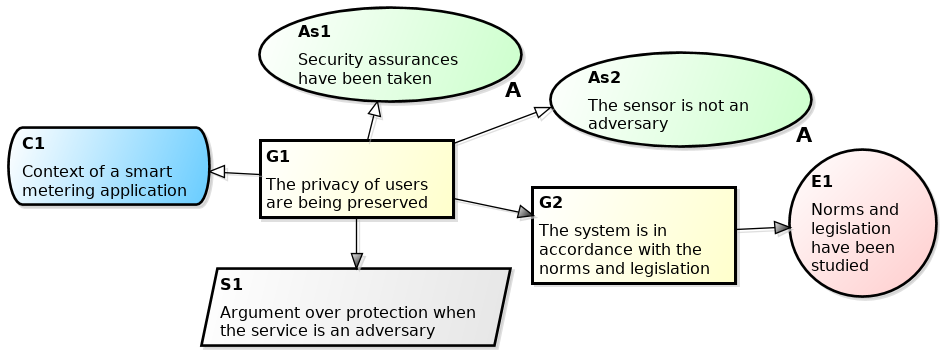 As1
Security assurances
have been taken
A
As2
The sensor is not an
adversary
A
C1
Context of a smart
metering application
G1
The privacy of users
are being preserved
G2
The system is in
accordance with the
norms and legislation
E1
Norms and
legislation
have been
studied
S1
Argument over protection when
the service is an adversary